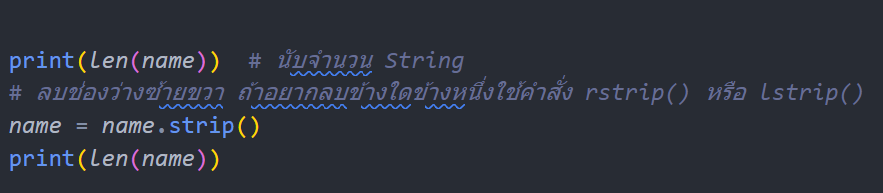 print(len(name))  # นับจำนวน String
# ลบช่องว่างซ้ายขวา ถ้าอยากลบข้างใดข้างหนึ่งใช้คำสั่ง rstrip() หรือ lstrip()
name = name.strip()
print(len(name))